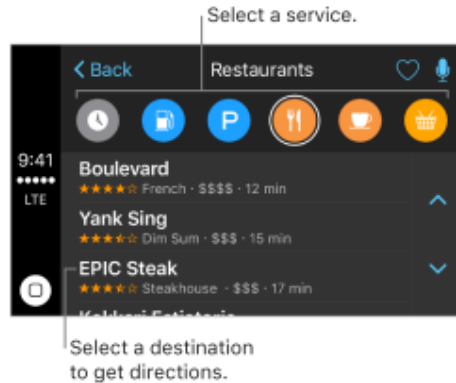 Select a service.
Back
Restaurants
P
9:41
LTE
Boulevard
★★★★☆ French · $$$$ · 12 min
Yank Sing
★★★⯪☆ Dim Sum · $$$ · 15 min
EPIC Steak
★★★⯪☆ Steakhouse · $$$ · 17 min
Select a destination
to get directions.